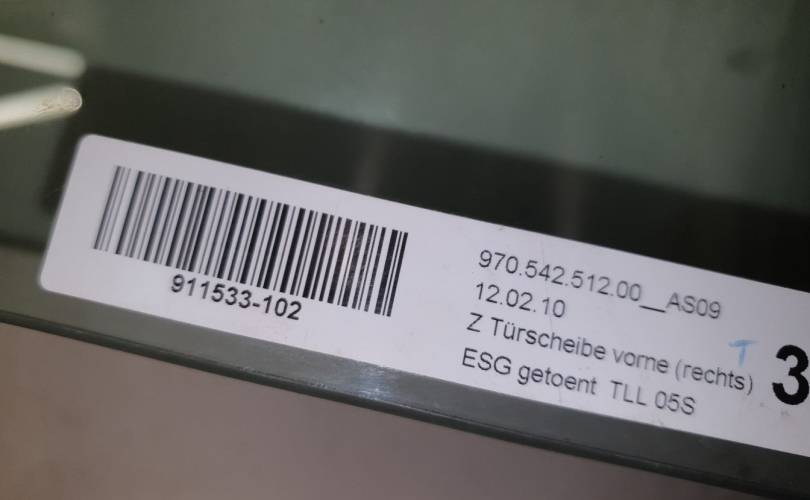 911533-102
970.542.512.00__AS09
12.02.10
Z Türscheibe vorne (rechts)
ESG getoent TLL 05S
T
3